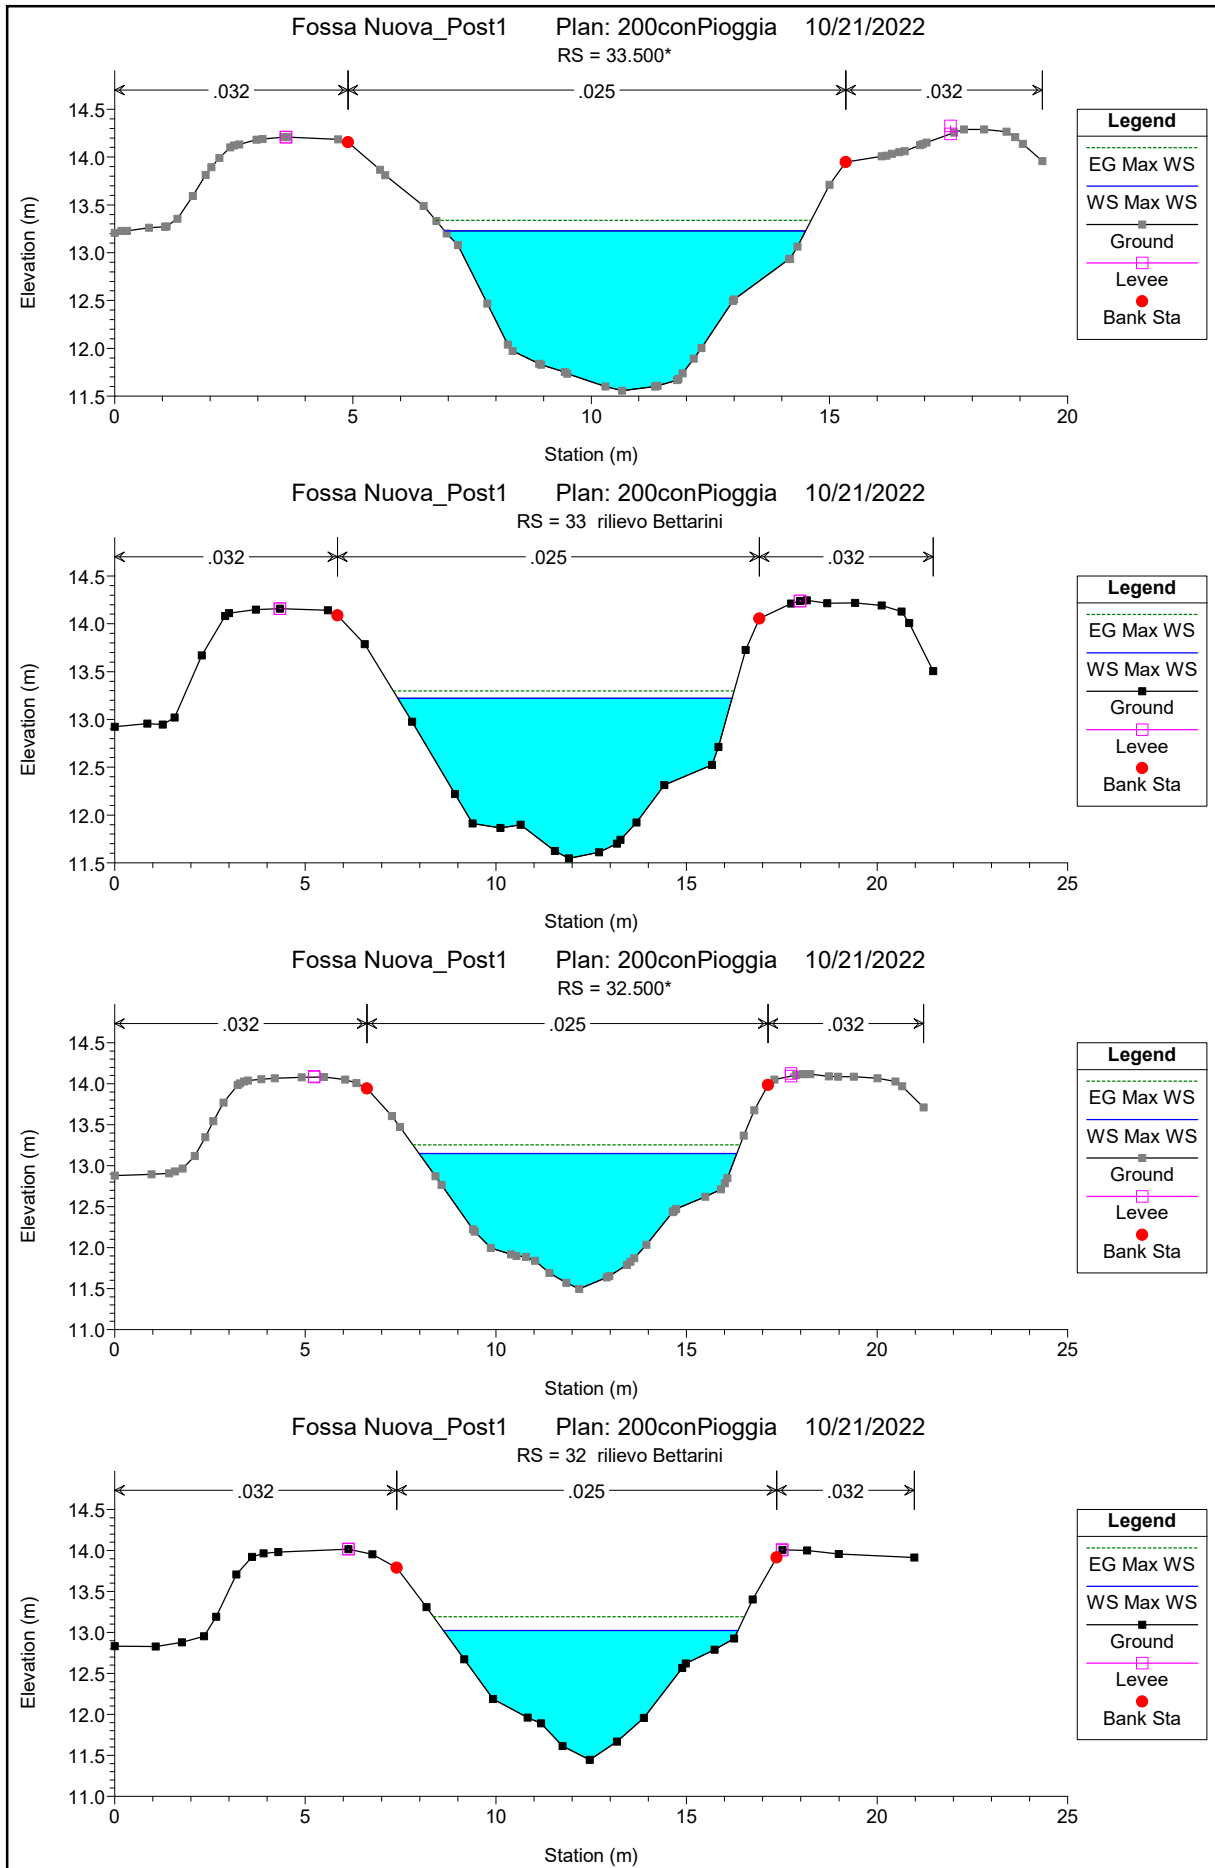 Fossa Nuova_Post1 Plan: 200conPioggia 10/21/2022
RS = 33.500*
.032 .025 .032
Legend
EG Max WS
WS Max WS
Ground
Levee
Bank Sta
Elevation (m)
14.5
14.0
13.5
13.0
12.5
12.0
11.5
0 5 10 15 20
Station (m)
Fossa Nuova_Post1 Plan: 200conPioggia 10/21/2022
RS = 33 rilievo Bettarini
.032 .025 .032
Legend
EG Max WS
WS Max WS
Ground
Levee
Bank Sta
Elevation (m)
14.5
14.0
13.5
13.0
12.5
12.0
11.5
0 5 10 15 20 25
Station (m)
Fossa Nuova_Post1 Plan: 200conPioggia 10/21/2022
RS = 32.500*
.032 .025 .032
Legend
EG Max WS
WS Max WS
Ground
Levee
Bank Sta
Elevation (m)
14.5
14.0
13.5
13.0
12.5
12.0
11.5
11.0
0 5 10 15 20 25
Station (m)
Fossa Nuova_Post1 Plan: 200conPioggia 10/21/2022
RS = 32 rilievo Bettarini
.032 .025 .032
Legend
EG Max WS
WS Max WS
Ground
Levee
Bank Sta
Elevation (m)
14.5
14.0
13.5
13.0
12.5
12.0
11.5
11.0
0 5 10 15 20 25
Station (m)